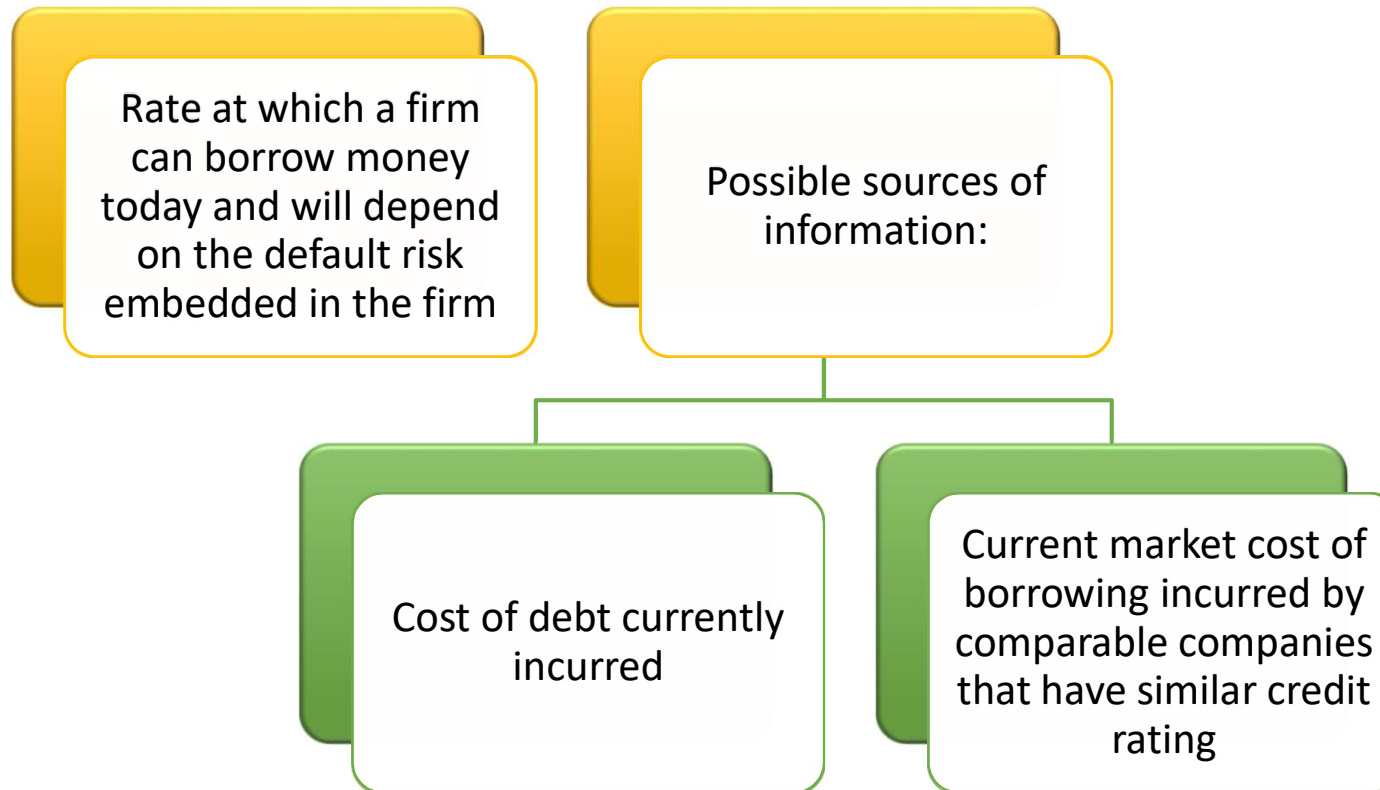 Rate at which a firm
can borrow money
today and will depend
on the default risk
embedded in the firm
Possible sources of
information:
Cost of debt currently
incurred
Current market cost of
borrowing incurred by
comparable companies
that have similar credit
rating